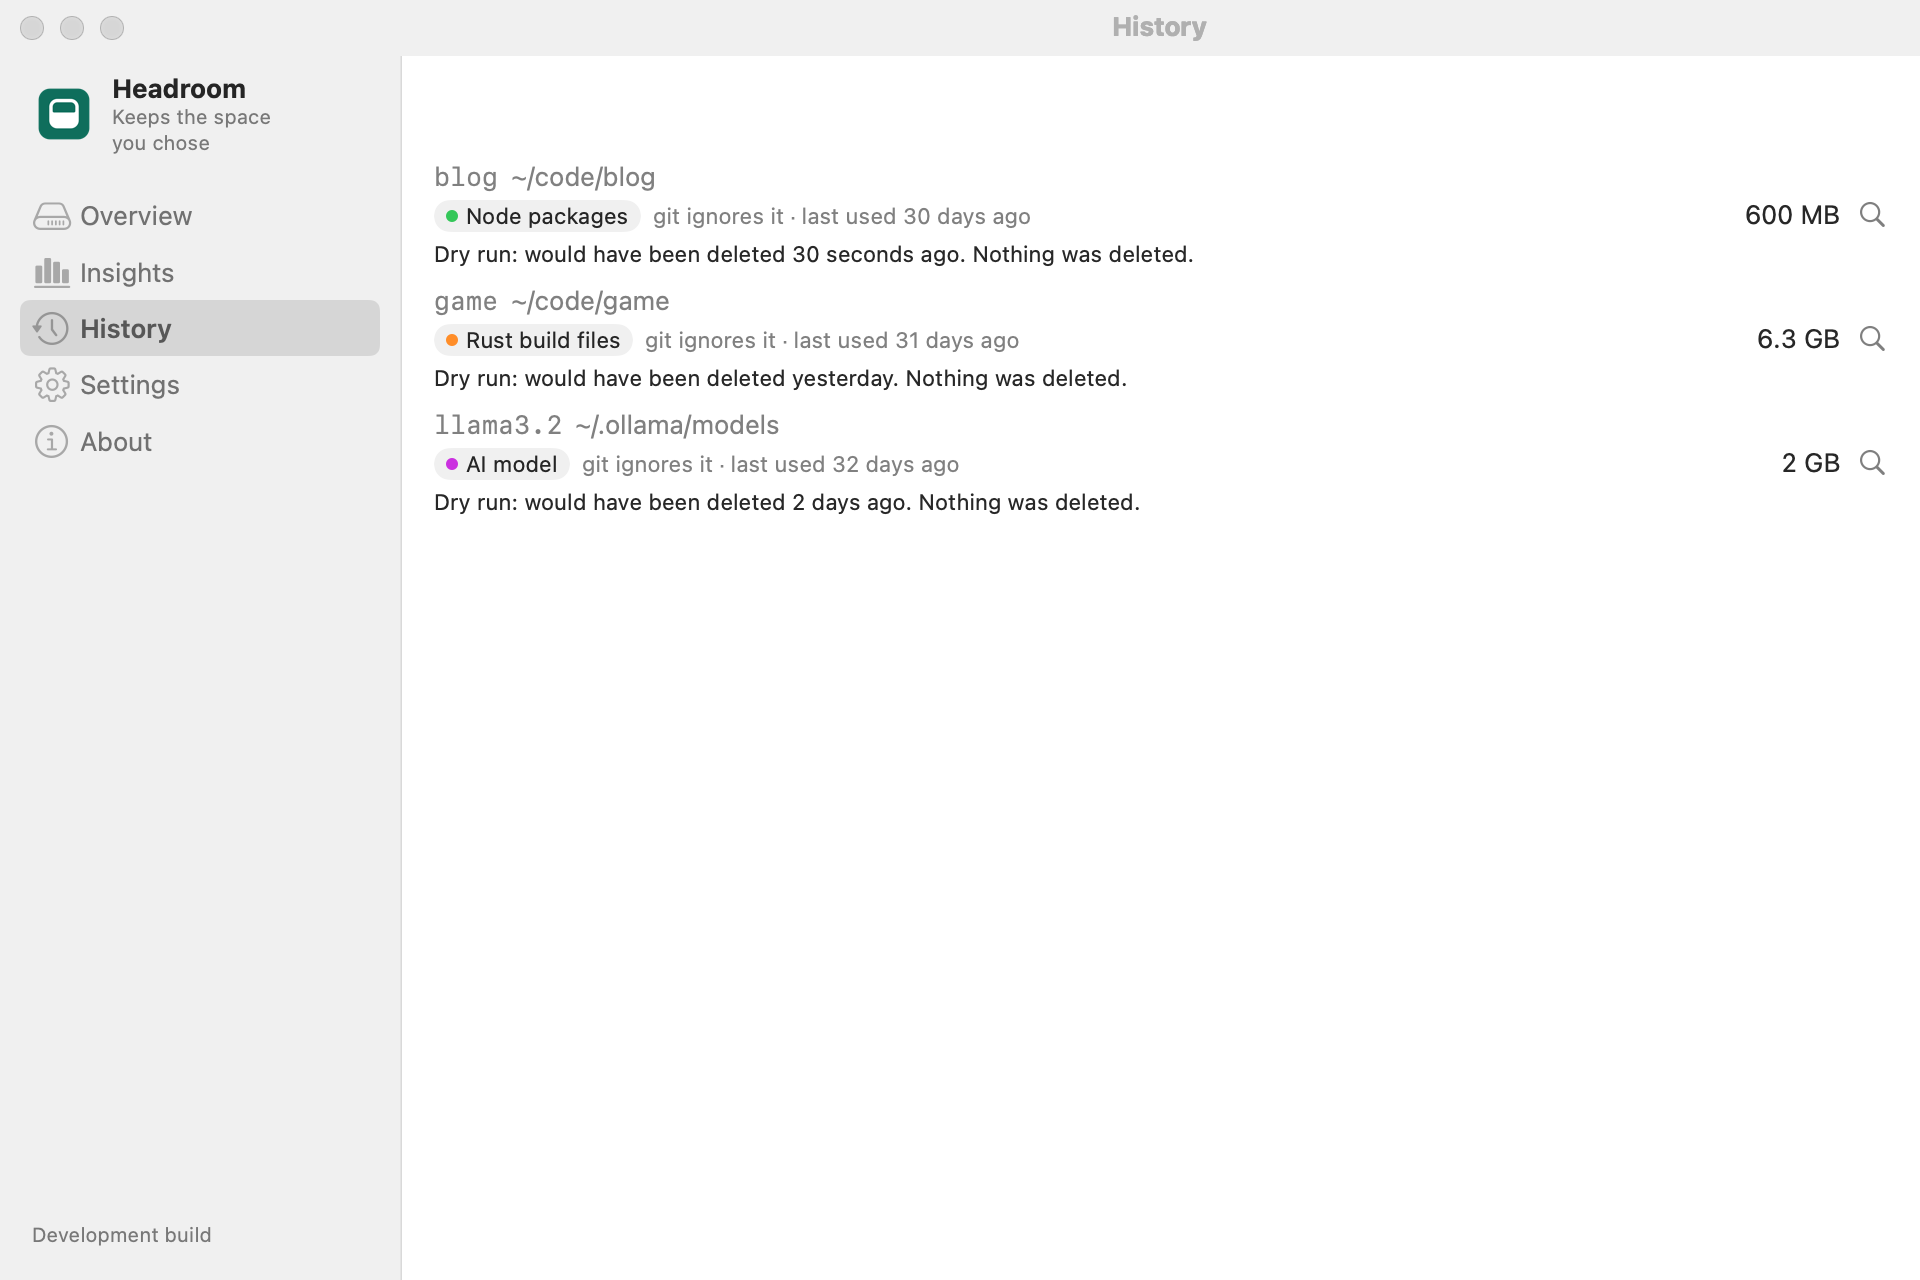 History
Headroom
Keeps the space
you chose
Overview
Insights
History
Settings
About
Development build
blog ~/code/blog
Node packages git ignores it · last used 30 days ago 600 MB
Dry run: would have been deleted 30 seconds ago. Nothing was deleted.
game ~/code/game
Rust build files git ignores it · last used 31 days ago 6.3 GB
Dry run: would have been deleted yesterday. Nothing was deleted.
llama3.2 ~/.ollama/models
AI model git ignores it · last used 32 days ago 2 GB
Dry run: would have been deleted 2 days ago. Nothing was deleted.